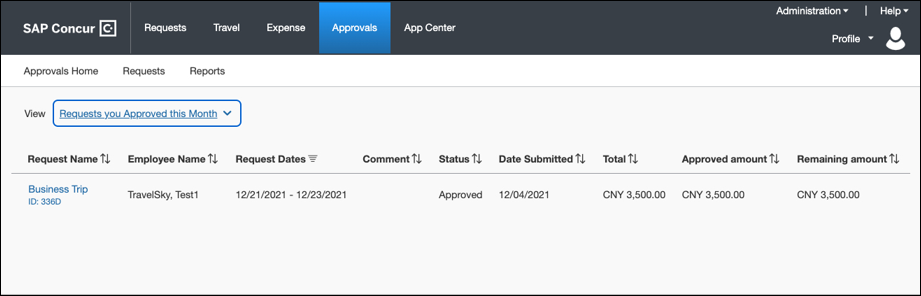 Administration | Help
SAP Concur Requests Travel Expense Approvals App Center
Profile
Approvals Home Requests Reports
View Requests you Approved this Month
Request Name Employee Name Request Dates Comment Status Date Submitted Total Approved amount Remaining amount
Business Trip TravelSky, Test1 12/21/2021 - 12/23/2021 Approved 12/04/2021 CNY 3,500.00 CNY 3,500.00 CNY 3,500.00
ID: 336D